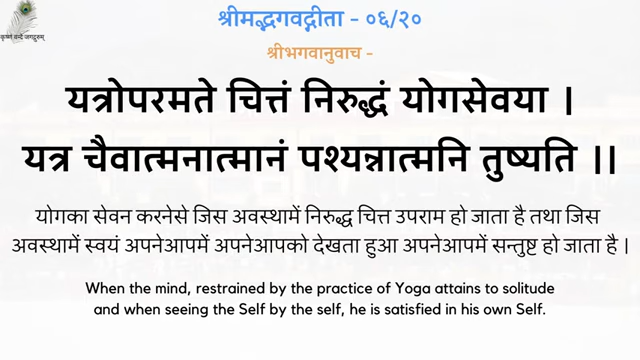 श्रीमद्भगवद्गीता - ०६/२०
कृष्णं वन्दे जगद्गुरुम्
श्रीभगवानुवाच -
यत्रोपरमते चित्तं निरुद्धं योगसेवया ।
यत्र चैवात्मनात्मानं पश्यन्नात्मनि तुष्यति ।।
योगका सेवन करनेसे जिस अवस्थामें निरुद्ध चित्त उपराम हो जाता है तथा जिस
अवस्थामें स्वयं अपनेआपमें अपनेआपको देखता हुआ अपनेआपमें सन्तुष्ट हो जाता है |
When the mind, restrained by the practice of Yoga attains to solitude
and when seeing the Self by the self, he is satisfied in his own Self.